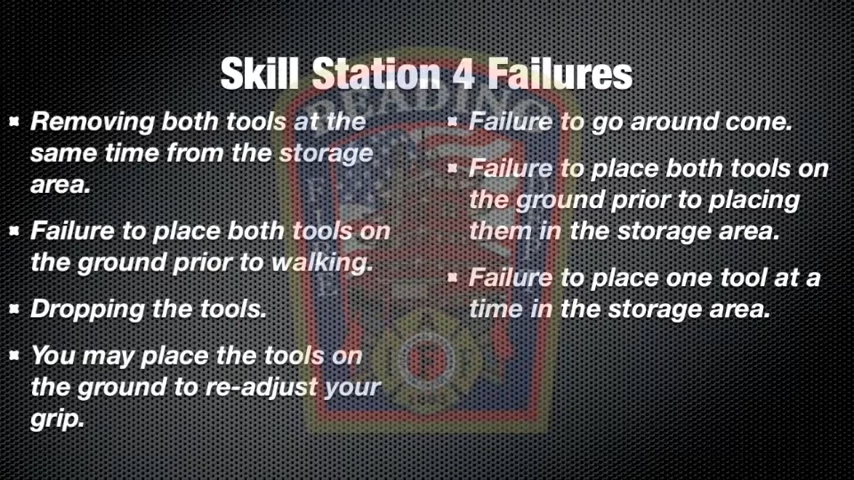 Skill Station 4 Failures
Removing both tools at the
same time from the storage
area.
Failure to place both tools on
the ground prior to walking.
Dropping the tools.
You may place the tools on
the ground to re-adjust your
grip.
Failure to go around cone.
Failure to place both tools on
the ground prior to placing
them in the storage area.
Failure to place one tool at a
time in the storage area.
READING
FIRE